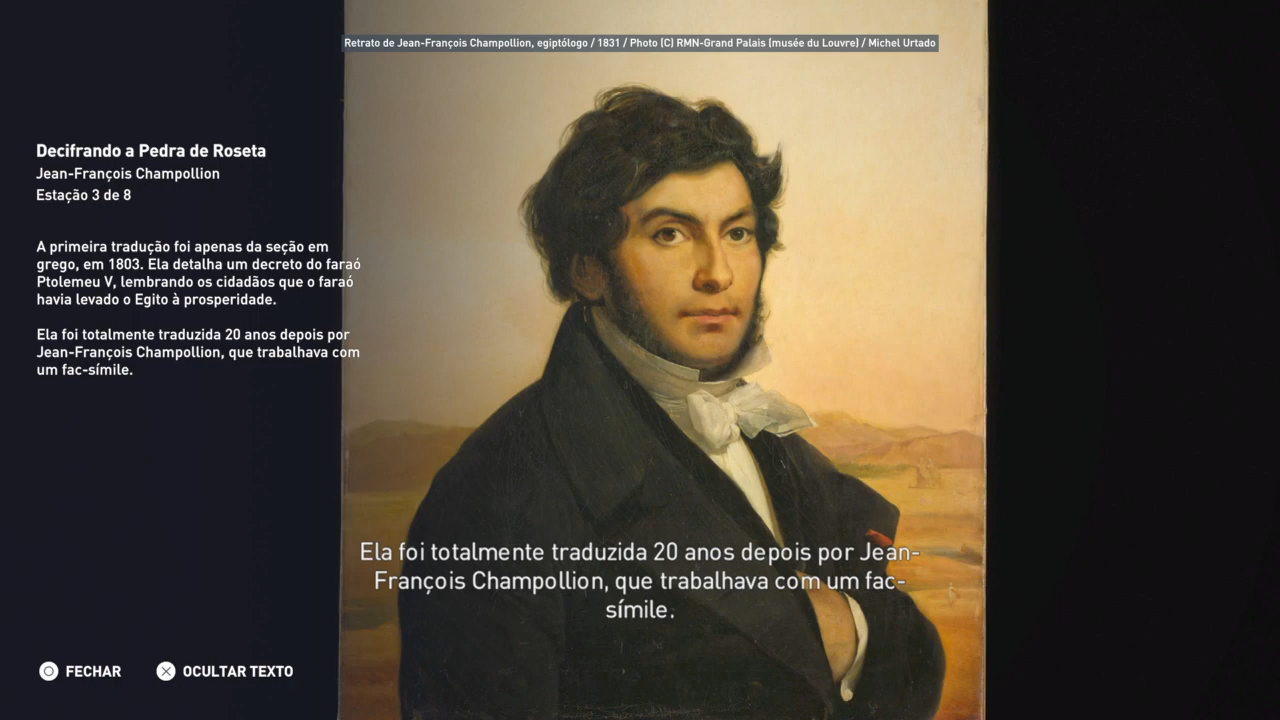 Retrato de Jean-François Champollion, egiptólogo / 1831 / Photo (C) RMN-Grand Palais (musée du Louvre) / Michel Urtado
Decifrando a Pedra de Roseta
Jean-François Champollion
Estação 3 de 8
A primeira tradução foi apenas da seção em
grego, em 1803. Ela detalha um decreto do faraó
Ptolemeu V, lembrando os cidadãos que o faraó
havia levado o Egito à prosperidade.
Ela foi totalmente traduzida 20 anos depois por
Jean-François Champollion, que trabalhava com
um fac-símile.
Ela foi totalmente traduzida 20 anos depois por Jean-
François Champollion, que trabalhava com um fac-
símile.
FECHAR
OCULTAR TEXTO